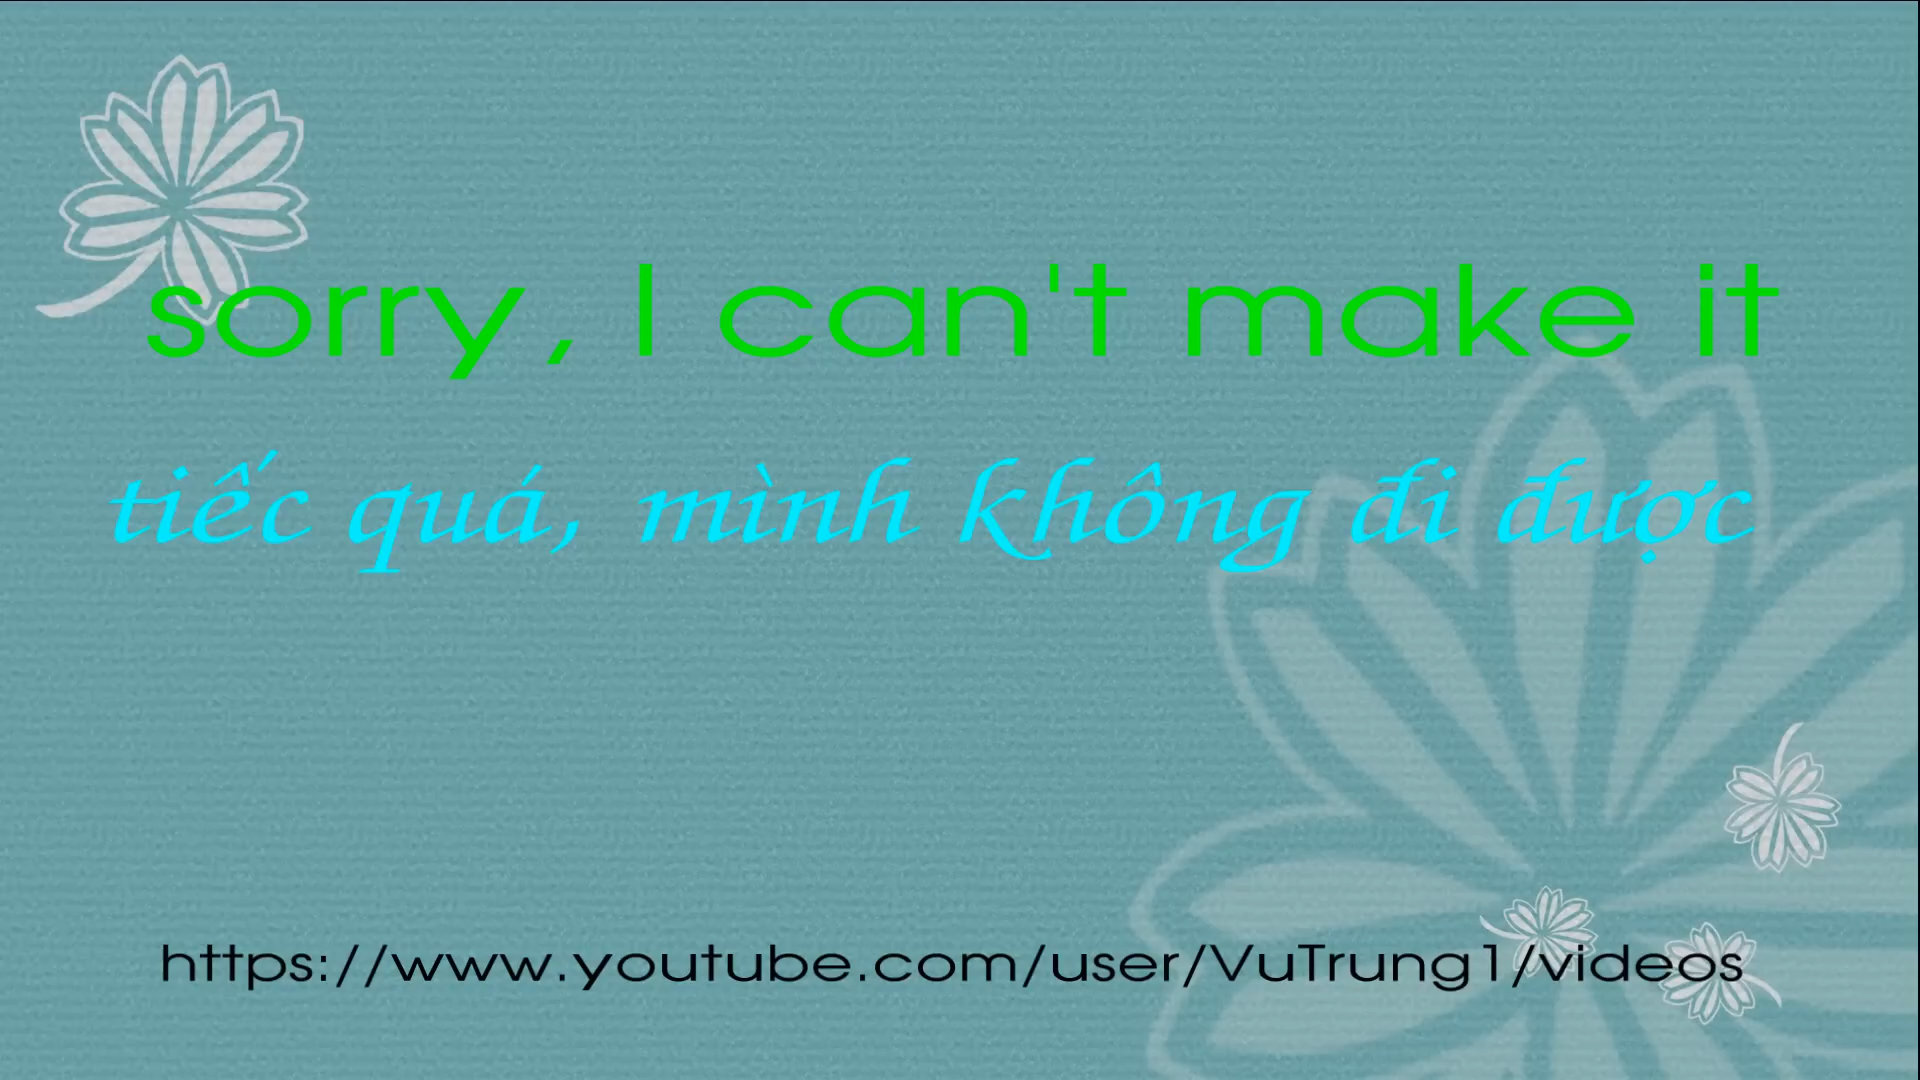 sorry, I can't make it
tiếc quá, mình không đi được
https://www.youtube.com/user/VuTrung1/videos